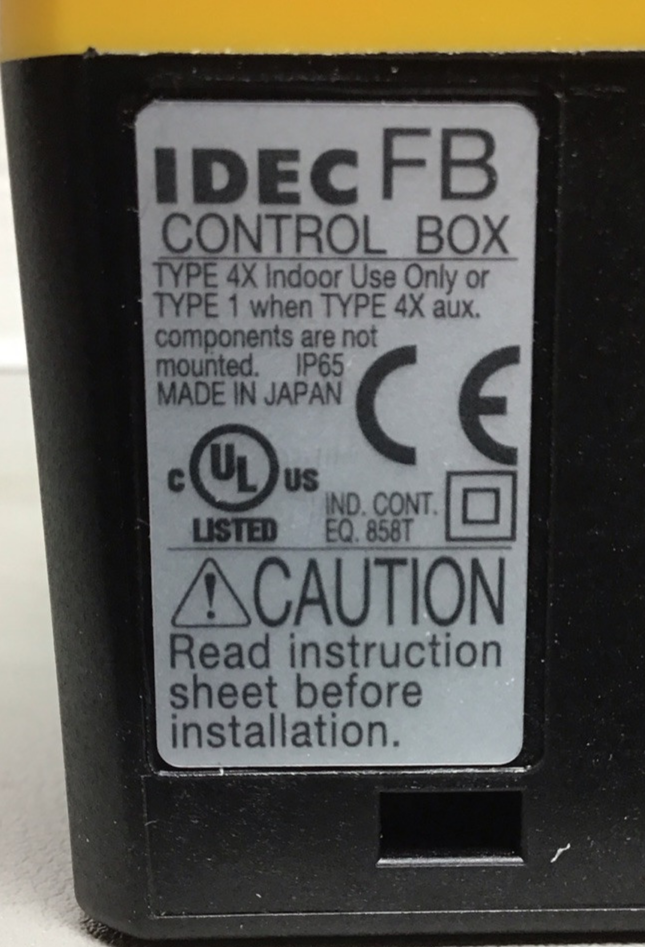 IDEC FB
CONTROL BOX
TYPE 4X Indoor Use Only or
TYPE 1 when TYPE 4X aux.
components are not
mounted. IP65
MADE IN JAPAN
CE
C UL US
LISTED
IND. CONT.
EQ. 858T
CAUTION
Read instruction
sheet before
installation.